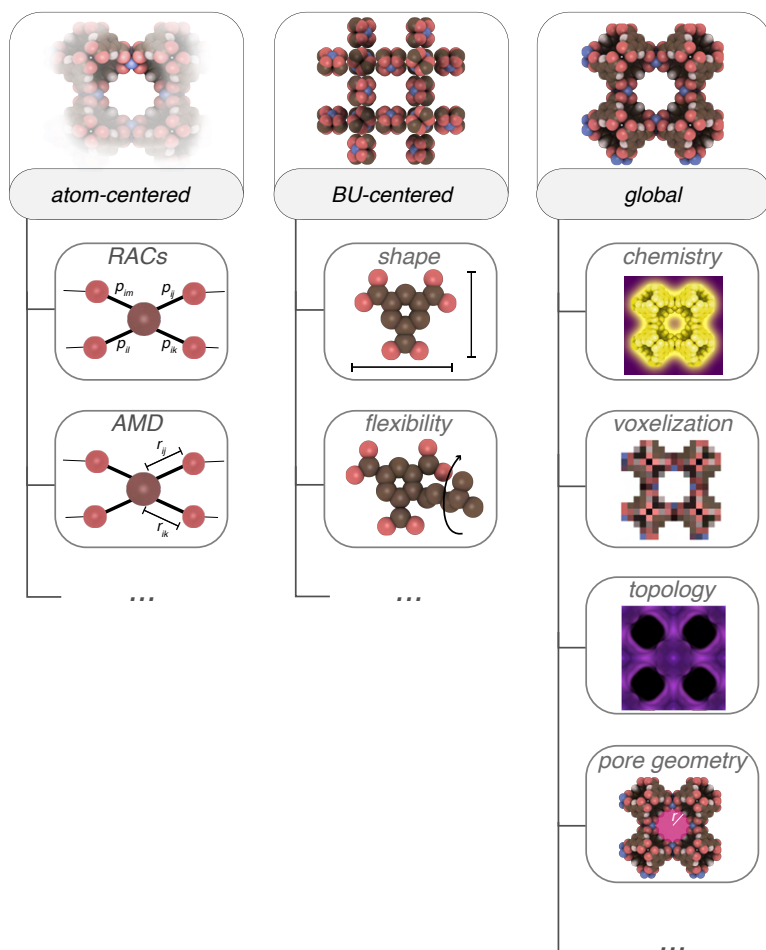 atom-centered
BU-centered
global
RACs
p_im
p_ij
p_il
p_ik
AMD
r_ij
r_ik
...
shape
flexibility
...
chemistry
voxelization
topology
pore geometry
r
...